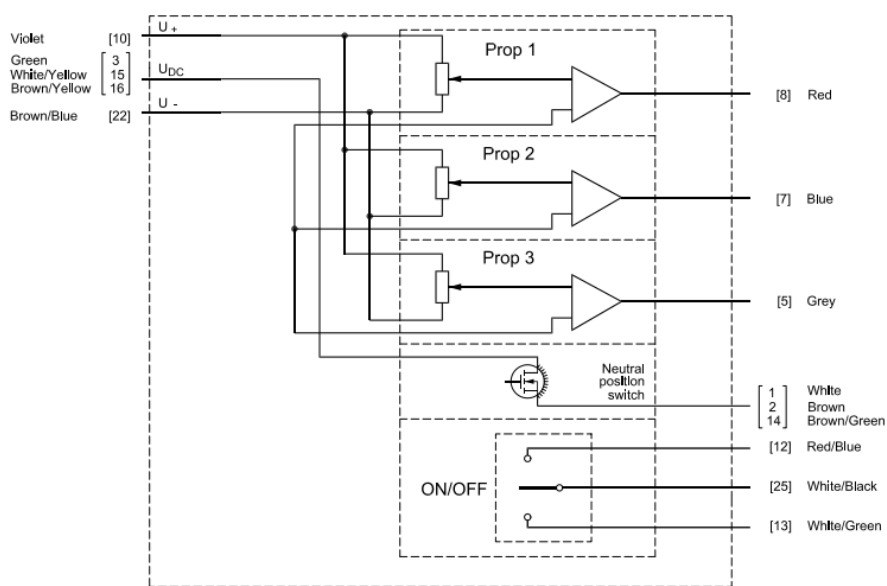 Violet [10] U +
Green [ 3 ]
White/Yellow [ 15 ] UDC
Brown/Yellow [ 16 ]
Brown/Blue [22] U -
Prop 1
[8] Red
Prop 2
[7] Blue
Prop 3
[5] Grey
Neutral
position
switch
[ 1 ] White
[ 2 ] Brown
[ 14 ] Brown/Green
[12] Red/Blue
ON/OFF
[25] White/Black
[13] White/Green